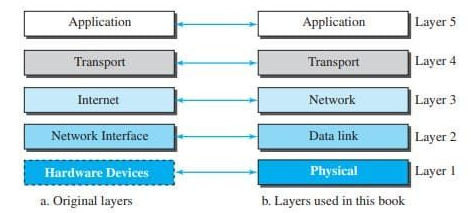 Application Application Layer 5
Transport Transport Layer 4
Internet Network Layer 3
Network Interface Data link Layer 2
Hardware Devices Physical Layer 1
a. Original layers b. Layers used in this book